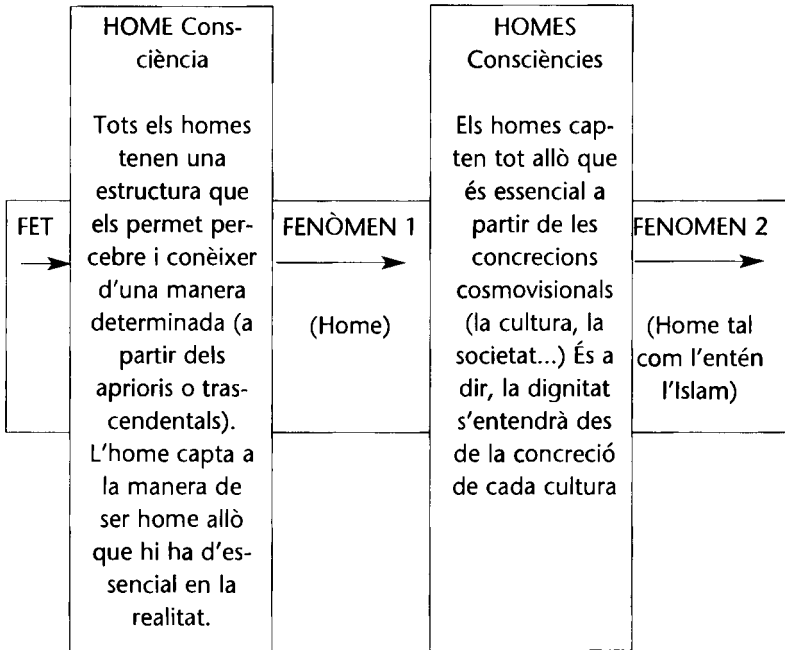 FET
HOME Cons-
ciència
Tots els homes
tenen una
estructura que
els permet per-
cebre i conèixer
d'una manera
determinada (a
partir dels
aprioris o tras-
cendentals).
L'home capta a
la manera de
ser home allò
que hi ha d'es-
sencial en la
realitat.
FENÒMEN 1
(Home)
HOMES
Consciències
Els homes cap-
ten tot allò que
és essencial a
partir de les
concrecions
cosmovisionals
(la cultura, la
societat...) És a
dir, la dignitat
s'entendrà des
de la concreció
de cada cultura
FENOMEN 2
(Home tal
com l'entén
l'Islam)